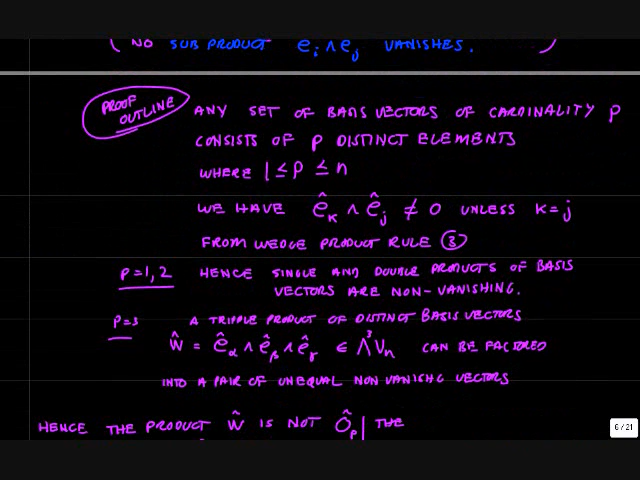 ( NO SUB PRODUCT e_i ∧ e_j VANISHES. )
PROOF OUTLINE
ANY SET OF BASIS VECTORS OF CARDINALITY P
CONSISTS OF P DISTINCT ELEMENTS
WHERE 1 ≤ P ≤ n
WE HAVE ê_k ∧ ê_j ≠ 0 UNLESS K = j
FROM WEDGE PRODUCT RULE ③
P=1,2 HENCE SINGLE AND DOUBLE PRODUCTS OF BASIS
VECTORS ARE NON-VANISHING.
P=3 A TRIPPLE PRODUCT OF DISTINCT BASIS VECTORS
Ŵ = ê_α ∧ ê_β ∧ ê_γ ∈ Λ³V_n CAN BE FACTORED
INTO A PAIR OF UNEQUAL NON VANISHG VECTORS
HENCE THE PRODUCT Ŵ IS NOT Ô_P | THE
6/21